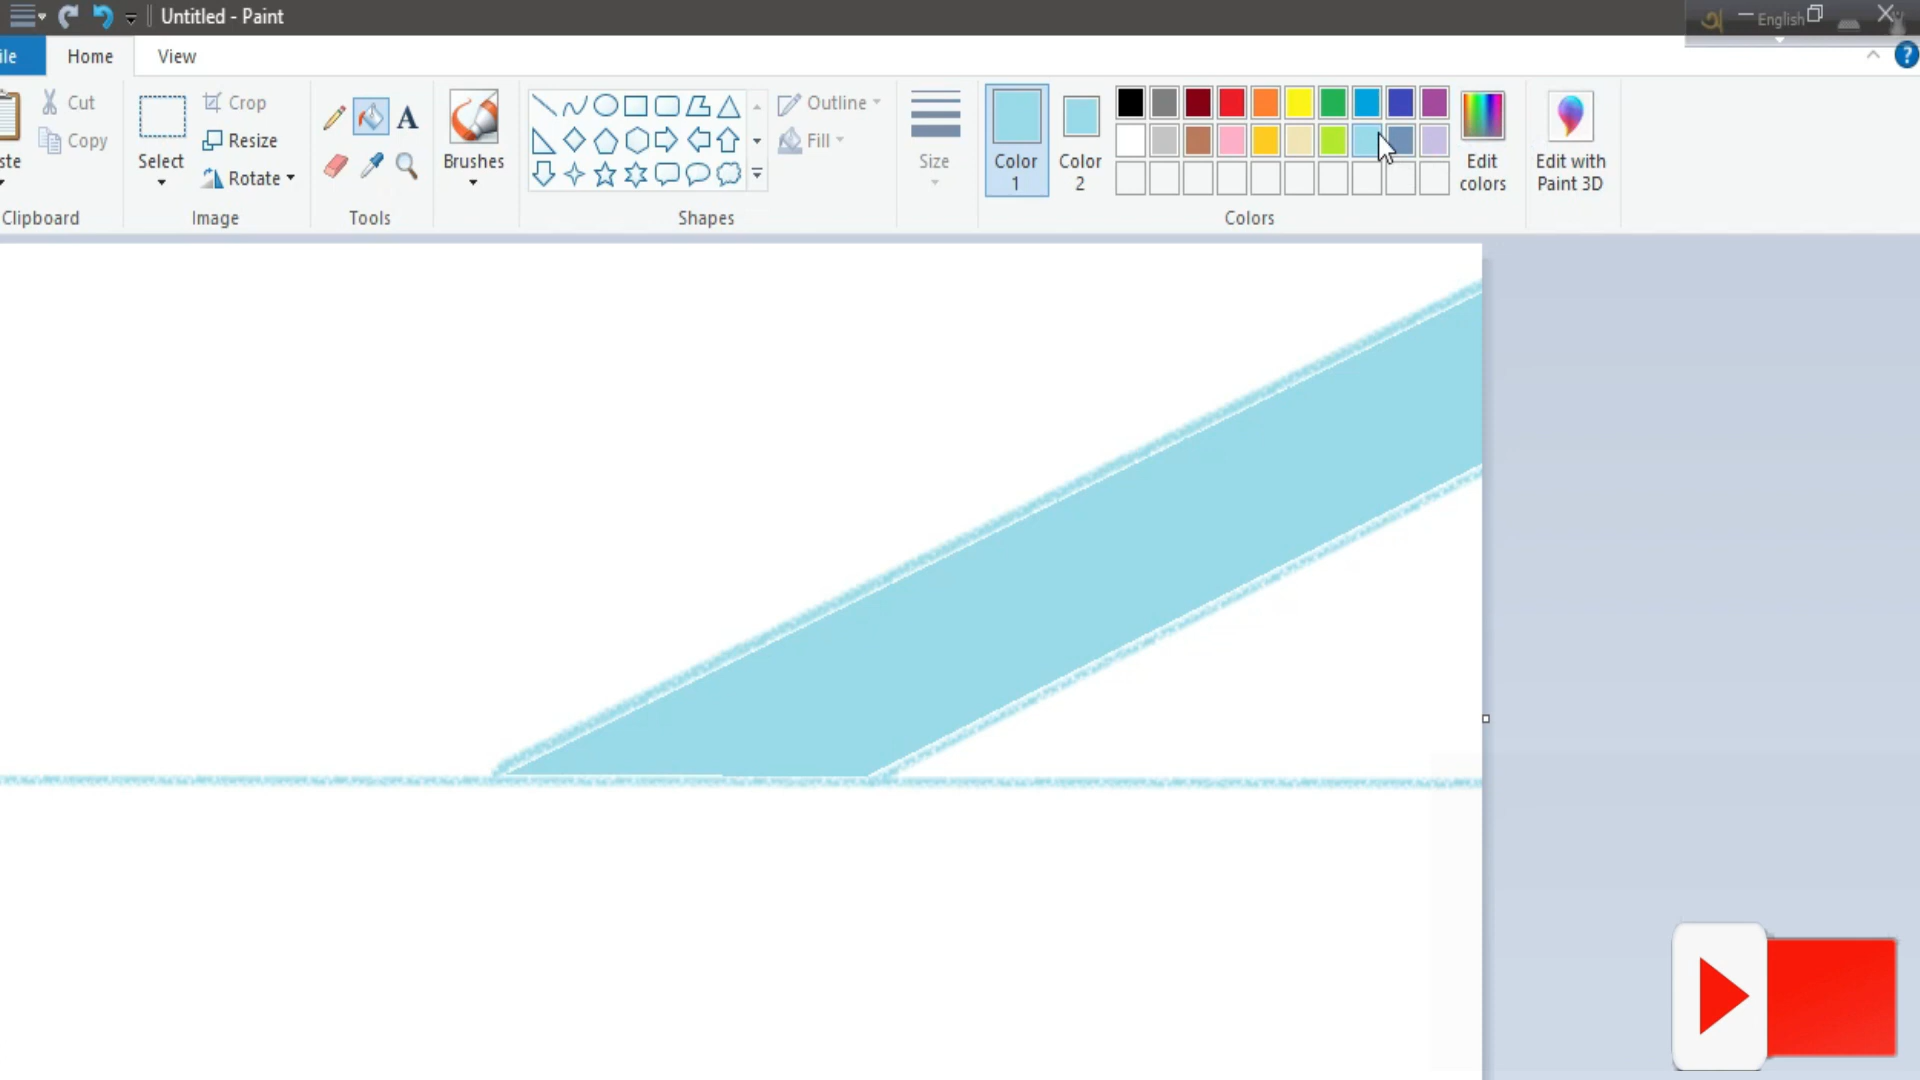 Untitled - Paint
English
ile
Home
View
Cut
Crop
Outline
Copy
Resize
Fill
ste
Select
Rotate
Brushes
Size
Color 1
Color 2
Edit colors
Edit with Paint 3D
Clipboard
Image
Tools
Shapes
Colors
A
অ
?